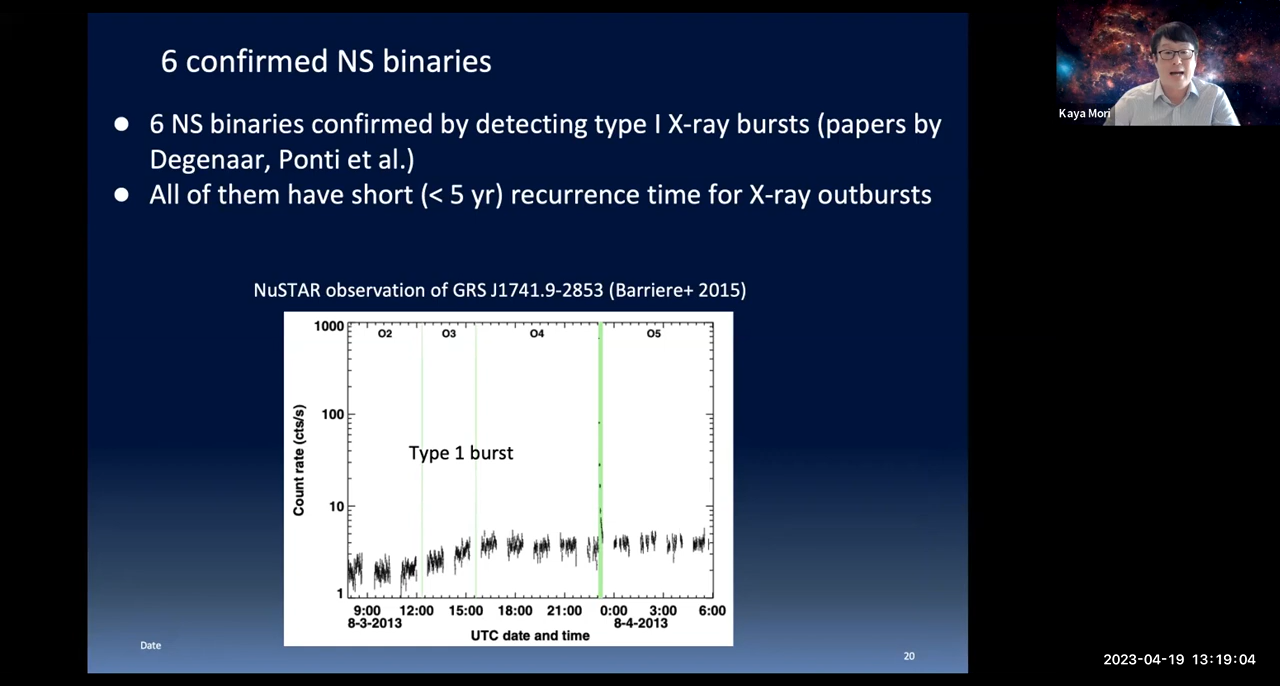 6 confirmed NS binaries
● 6 NS binaries confirmed by detecting type I X-ray bursts (papers by
Degenaar, Ponti et al.)
● All of them have short (< 5 yr) recurrence time for X-ray outbursts
NuSTAR observation of GRS J1741.9-2853 (Barriere+ 2015)
1000
O2 O3 O4 O5
100
Type 1 burst
Count rate (cts/s)
10
1
9:00 12:00 15:00 18:00 21:00 0:00 3:00 6:00
8-3-2013 8-4-2013
UTC date and time
Date
20
Kaya Mori
2023-04-19 13:19:04